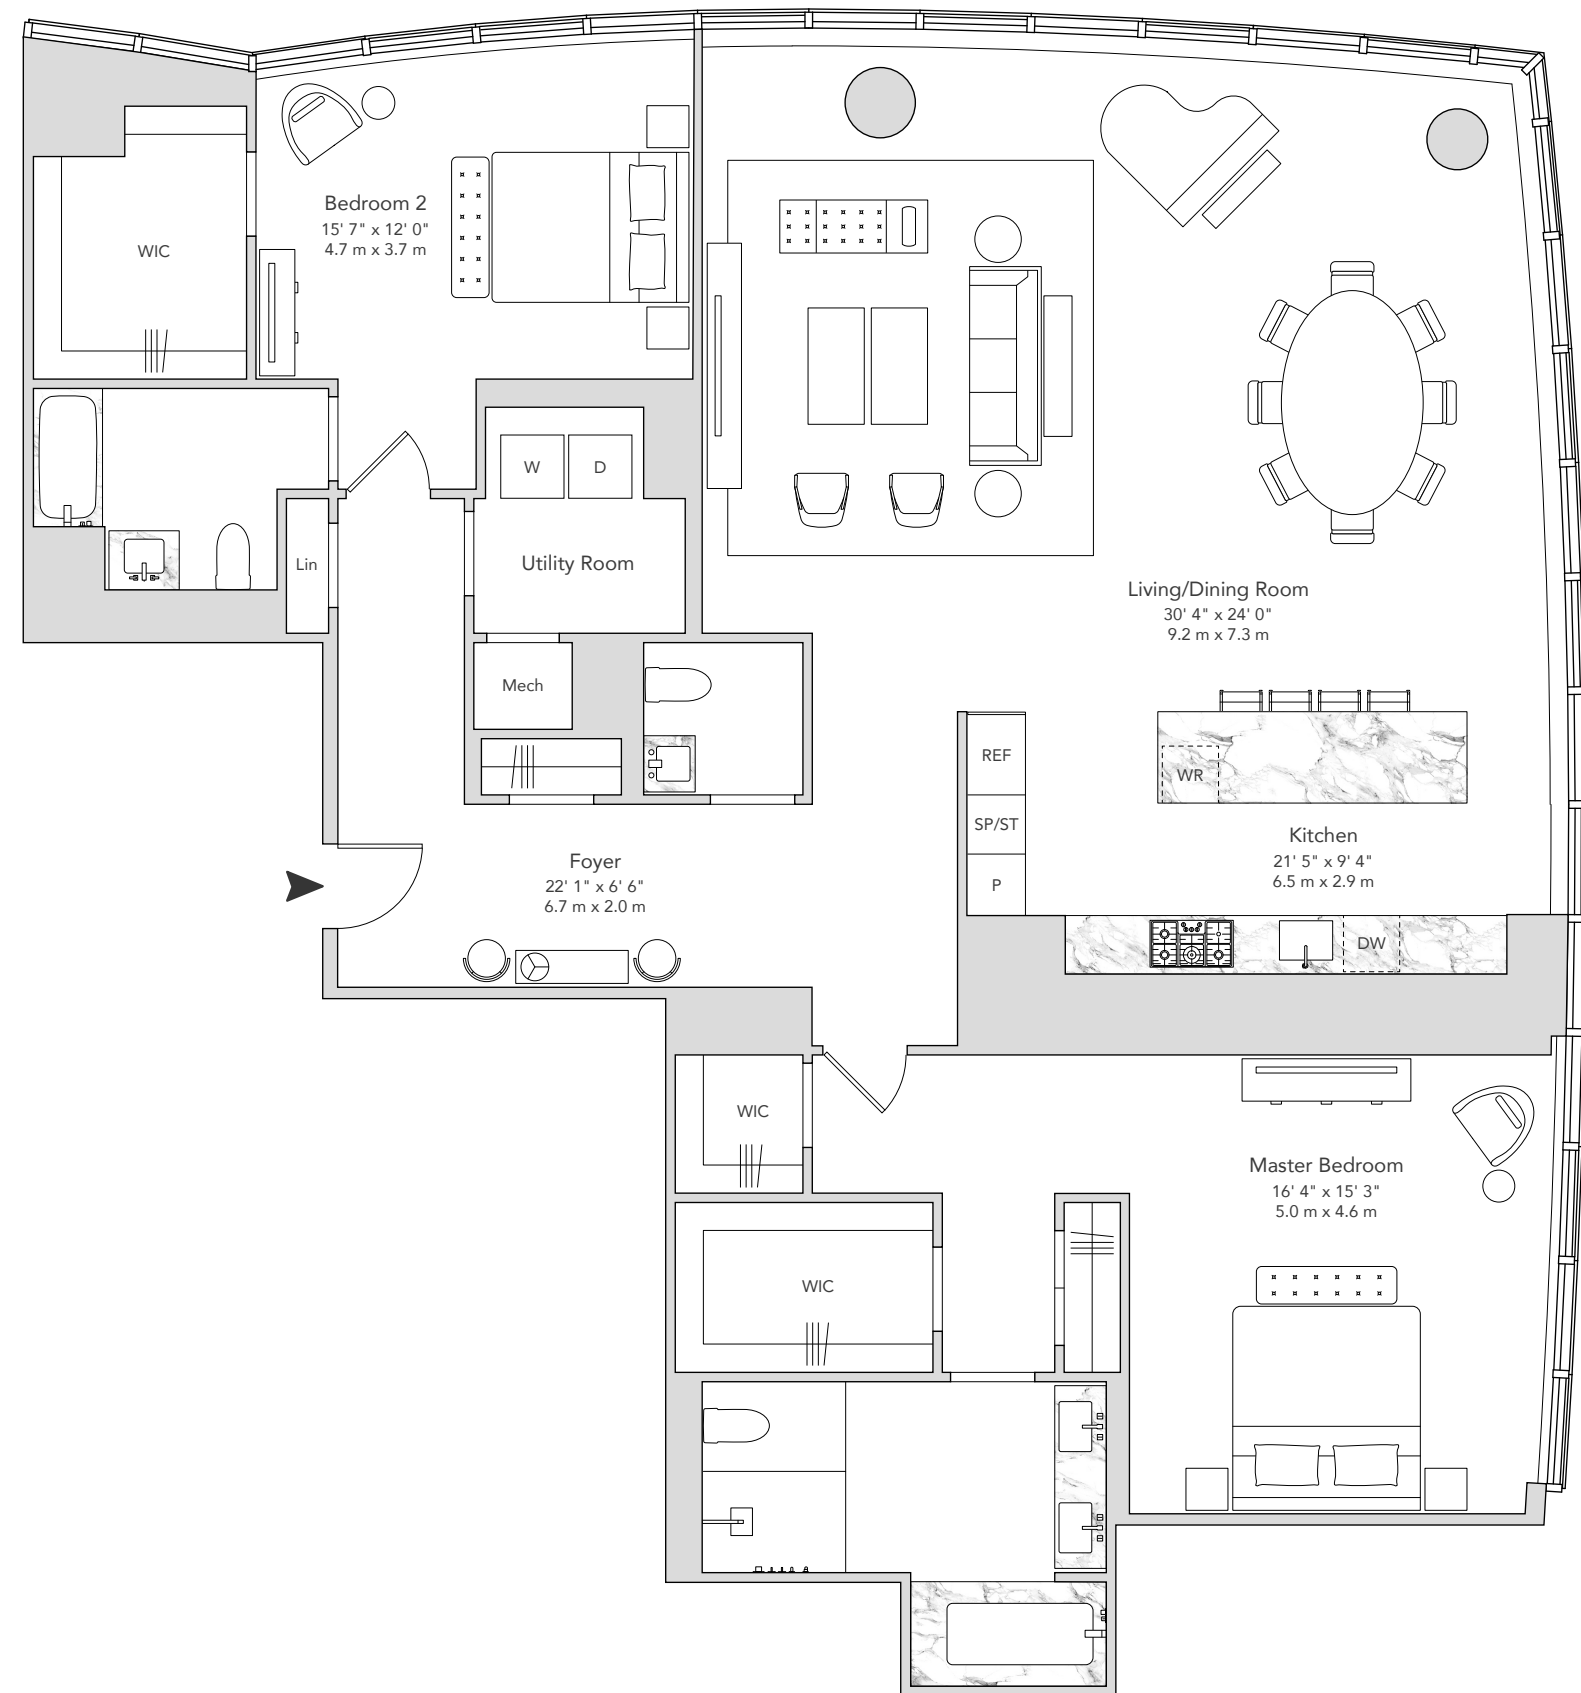 Bedroom 2
15' 7" x 12' 0"
4.7 m x 3.7 m
WIC
W
D
Lin
Utility Room
Living/Dining Room
30' 4" x 24' 0"
9.2 m x 7.3 m
Mech
REF
WR
SP/ST
Kitchen
21' 5" x 9' 4"
6.5 m x 2.9 m
Foyer
22' 1" x 6' 6"
6.7 m x 2.0 m
P
DW
WIC
Master Bedroom
16' 4" x 15' 3"
5.0 m x 4.6 m
WIC